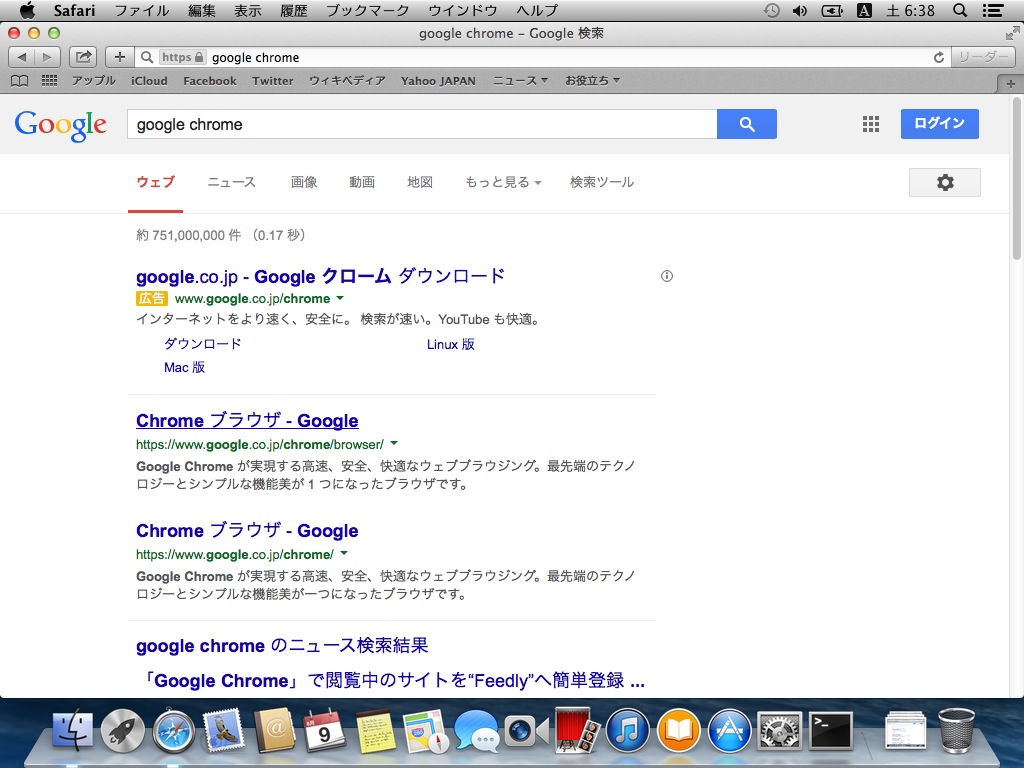 Safari ファイル 編集 表示 履歴 ブックマーク ウインドウ ヘルプ A 土 6:38
google chrome – Google 検索
https google chrome リーダー
アップル iCloud Facebook Twitter ウィキペディア Yahoo JAPAN ニュース お役立ち
Google google chrome ログイン
ウェブ ニュース 画像 動画 地図 もっと見る 検索ツール
約 751,000,000 件 （0.17 秒）
google.co.jp - Google クローム ダウンロード
広告 www.google.co.jp/chrome
インターネットをより速く、安全に。 検索が速い。YouTube も快適。
ダウンロード Linux 版
Mac 版
Chrome ブラウザ - Google
https://www.google.co.jp/chrome/browser/
Google Chrome が実現する高速、安全、快適なウェブブラウジング。最先端のテクノ
ロジーとシンプルな機能美が 1 つになったブラウザです。
Chrome ブラウザ - Google
https://www.google.co.jp/chrome/
Google Chrome が実現する高速、安全、快適なウェブブラウジング。最先端のテクノ
ロジーとシンプルな機能美が一つになったブラウザです。
google chrome のニュース検索結果
「Google Chrome」で閲覧中のサイトを“Feedly”へ簡単登録 ...
9